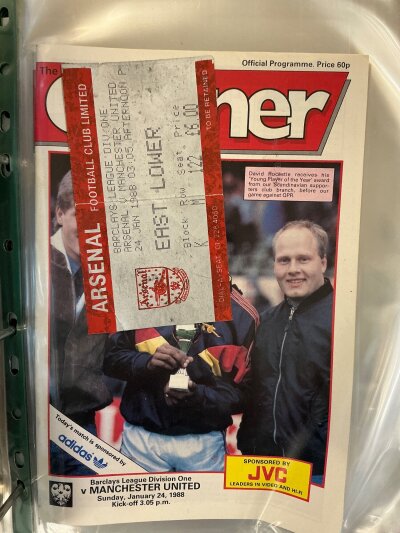 The
Official Programme. Price 60p
ner
David Rocastle receives his
'Young Player of the Year' award
from our Scandinavian support-
ers club branch, before our
game against QPR.
ARSENAL FOOTBALL CLUB LIMITED
BARCLAYS LEAGUE DIV.ONE
ARSENAL V MANCHESTER UNITED
24 JAN 1988 03:05 AFTERNOON P
EAST LOWER
Block Row Seat Price
K M 122 £6.00
TO BE RETAINED
Arsenal
Today's match is sponsored by
adidas
SPONSORED BY
JVC
LEADERS IN VIDEO AND HI-FI
Barclays League Division One
v MANCHESTER UNITED
Sunday, January 24, 1988
Kick-off 3.05 p.m.